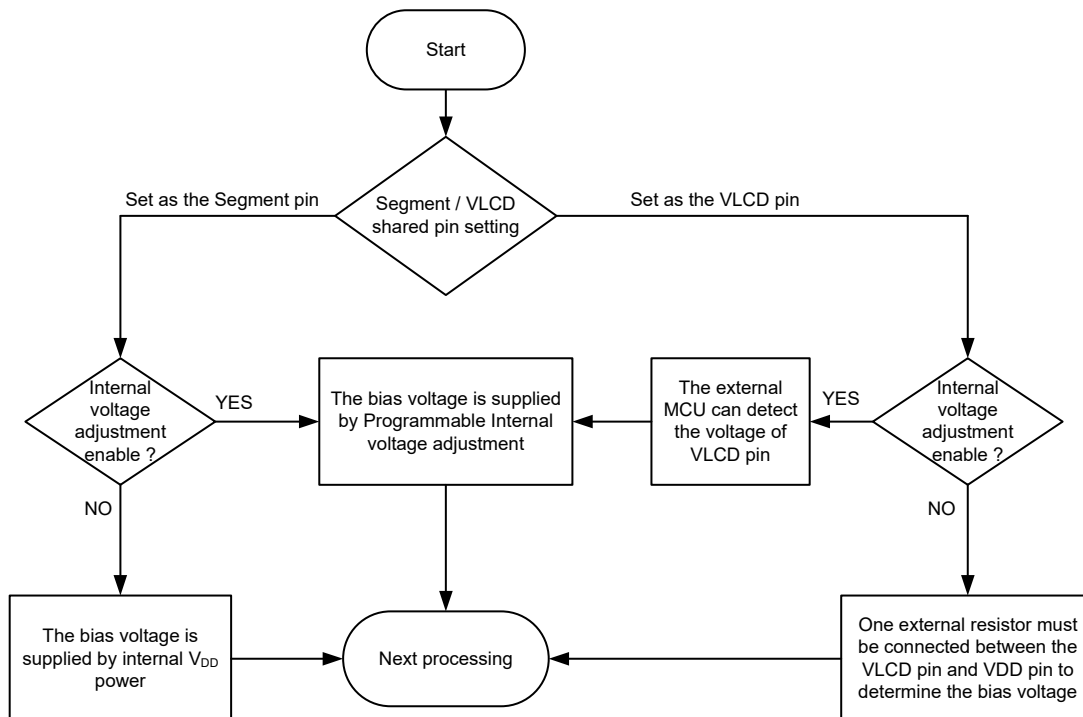 Start
Set as the Segment pin
Segment / VLCD
shared pin setting
Set as the VLCD pin
Internal
voltage
adjustment
enable ?
YES
NO
The bias voltage is supplied
by Programmable Internal
voltage adjustment
The external
MCU can detect
the voltage of
VLCD pin
YES
Internal
voltage
adjustment
enable ?
NO
The bias voltage is
supplied by internal VDD
power
Next processing
One external resistor must
be connected between the
VLCD pin and VDD pin to
determine the bias voltage